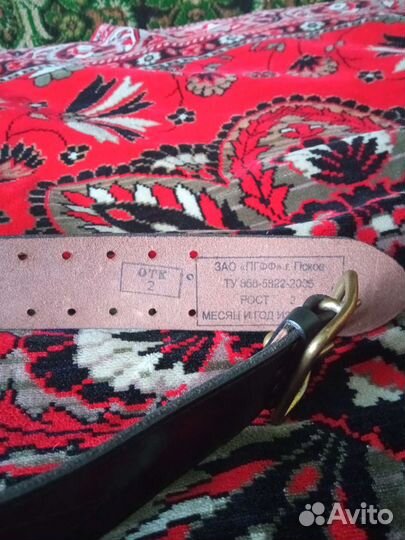 ОТК
2
ЗАО «ПГФФ» г. Псков
ТУ 858-5822-2005
РОСТ 2
МЕСЯЦ И ГОД ИЗ
Avito